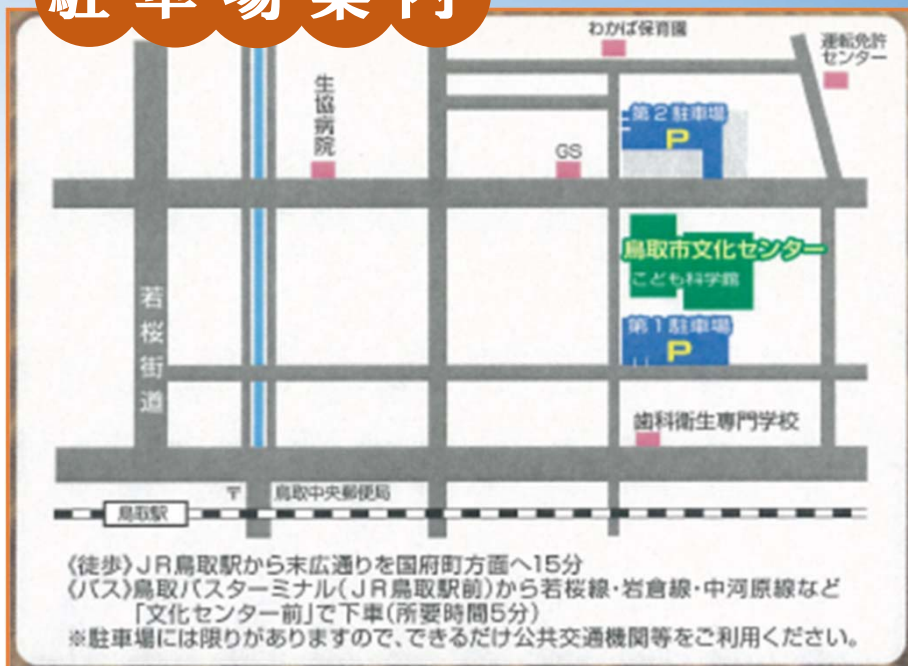 駐車場案内
わかば保育園
運転免許
センター
生協病院
第2駐車場
P
GS
鳥取市文化センター
こども科学館
若桜街道
第1駐車場
P
歯科衛生専門学校
〒 鳥取中央郵便局
鳥取駅
《徒歩》JR鳥取駅から末広通りを国府町方面へ15分
《バス》鳥取バスターミナル(JR鳥取駅前)から若桜線・岩倉線・中河原線など
「文化センター前」で下車(所要時間5分)
※駐車場には限りがありますので、できるだけ公共交通機関等をご利用ください。